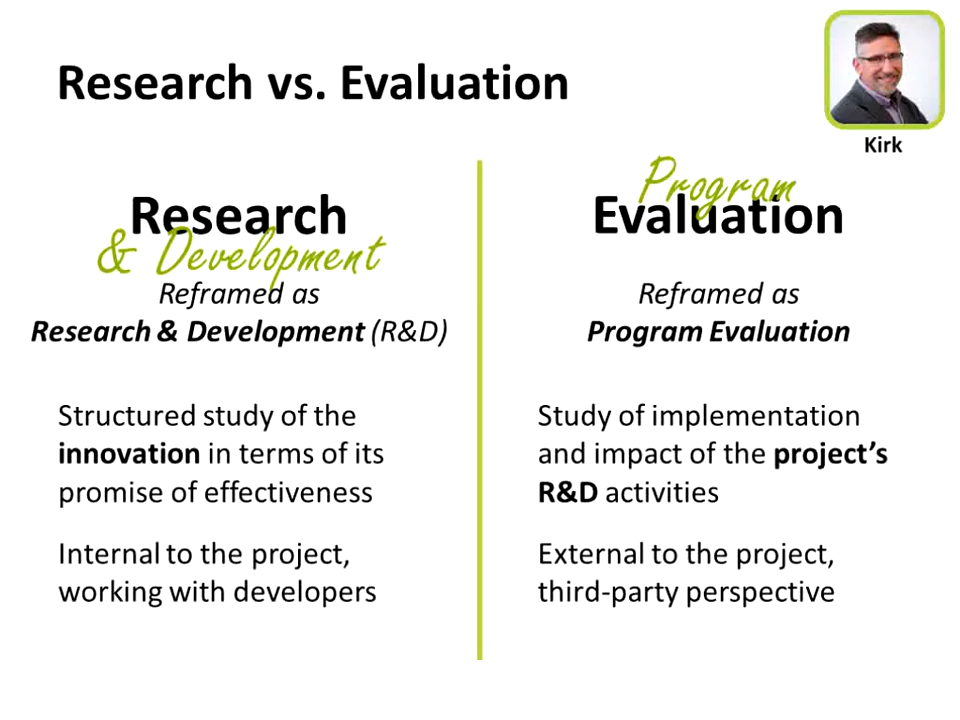 Research vs. Evaluation
Kirk
Research
& Development
Reframed as
Research & Development (R&D)
Structured study of the
innovation in terms of its
promise of effectiveness
Internal to the project,
working with developers
Program
Evaluation
Reframed as
Program Evaluation
Study of implementation
and impact of the project's
R&D activities
External to the project,
third-party perspective